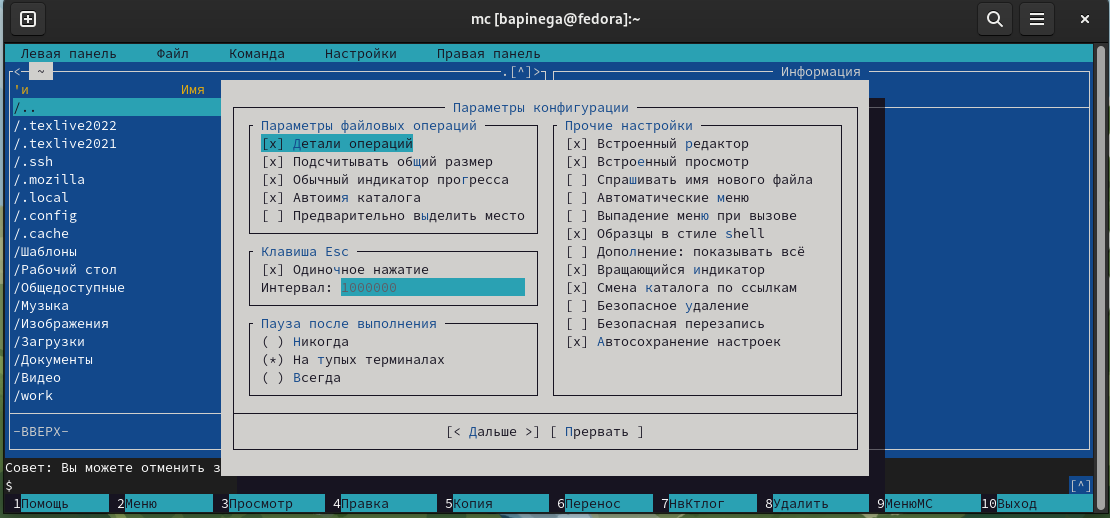 mc [bapinega@fedora]:~
Левая панель Файл Команда Настройки Правая панель
<- ~ .[^]> Информация
'и Имя
/..
/.texlive2022
/.texlive2021
/.ssh
/.mozilla
/.local
/.config
/.cache
/Шаблоны
/Рабочий стол
/Общедоступные
/Музыка
/Изображения
/Загрузки
/Документы
/Видео
/work
-ВВЕРХ-
Параметры конфигурации
Параметры файловых операций
[x] Детали операций
[x] Подсчитывать общий размер
[x] Обычный индикатор прогресса
[x] Автоимя каталога
[ ] Предварительно выделить место
Клавиша Esc
[x] Одиночное нажатие
Интервал: 1000000
Пауза после выполнения
( ) Никогда
(*) На тупых терминалах
( ) Всегда
Прочие настройки
[x] Встроенный редактор
[x] Встроенный просмотр
[ ] Спрашивать имя нового файла
[ ] Автоматические меню
[ ] Выпадение меню при вызове
[x] Образцы в стиле shell
[ ] Дополнение: показывать всё
[x] Вращающийся индикатор
[x] Смена каталога по ссылкам
[ ] Безопасное удаление
[ ] Безопасная перезапись
[x] Автосохранение настроек
[< Дальше >] [ Прервать ]
Совет: Вы можете отменить з
$ [^]
1Помощь 2Меню 3Просмотр 4Правка 5Копия 6Перенос 7НвКтлог 8Удалить 9МенюМС 10Выход